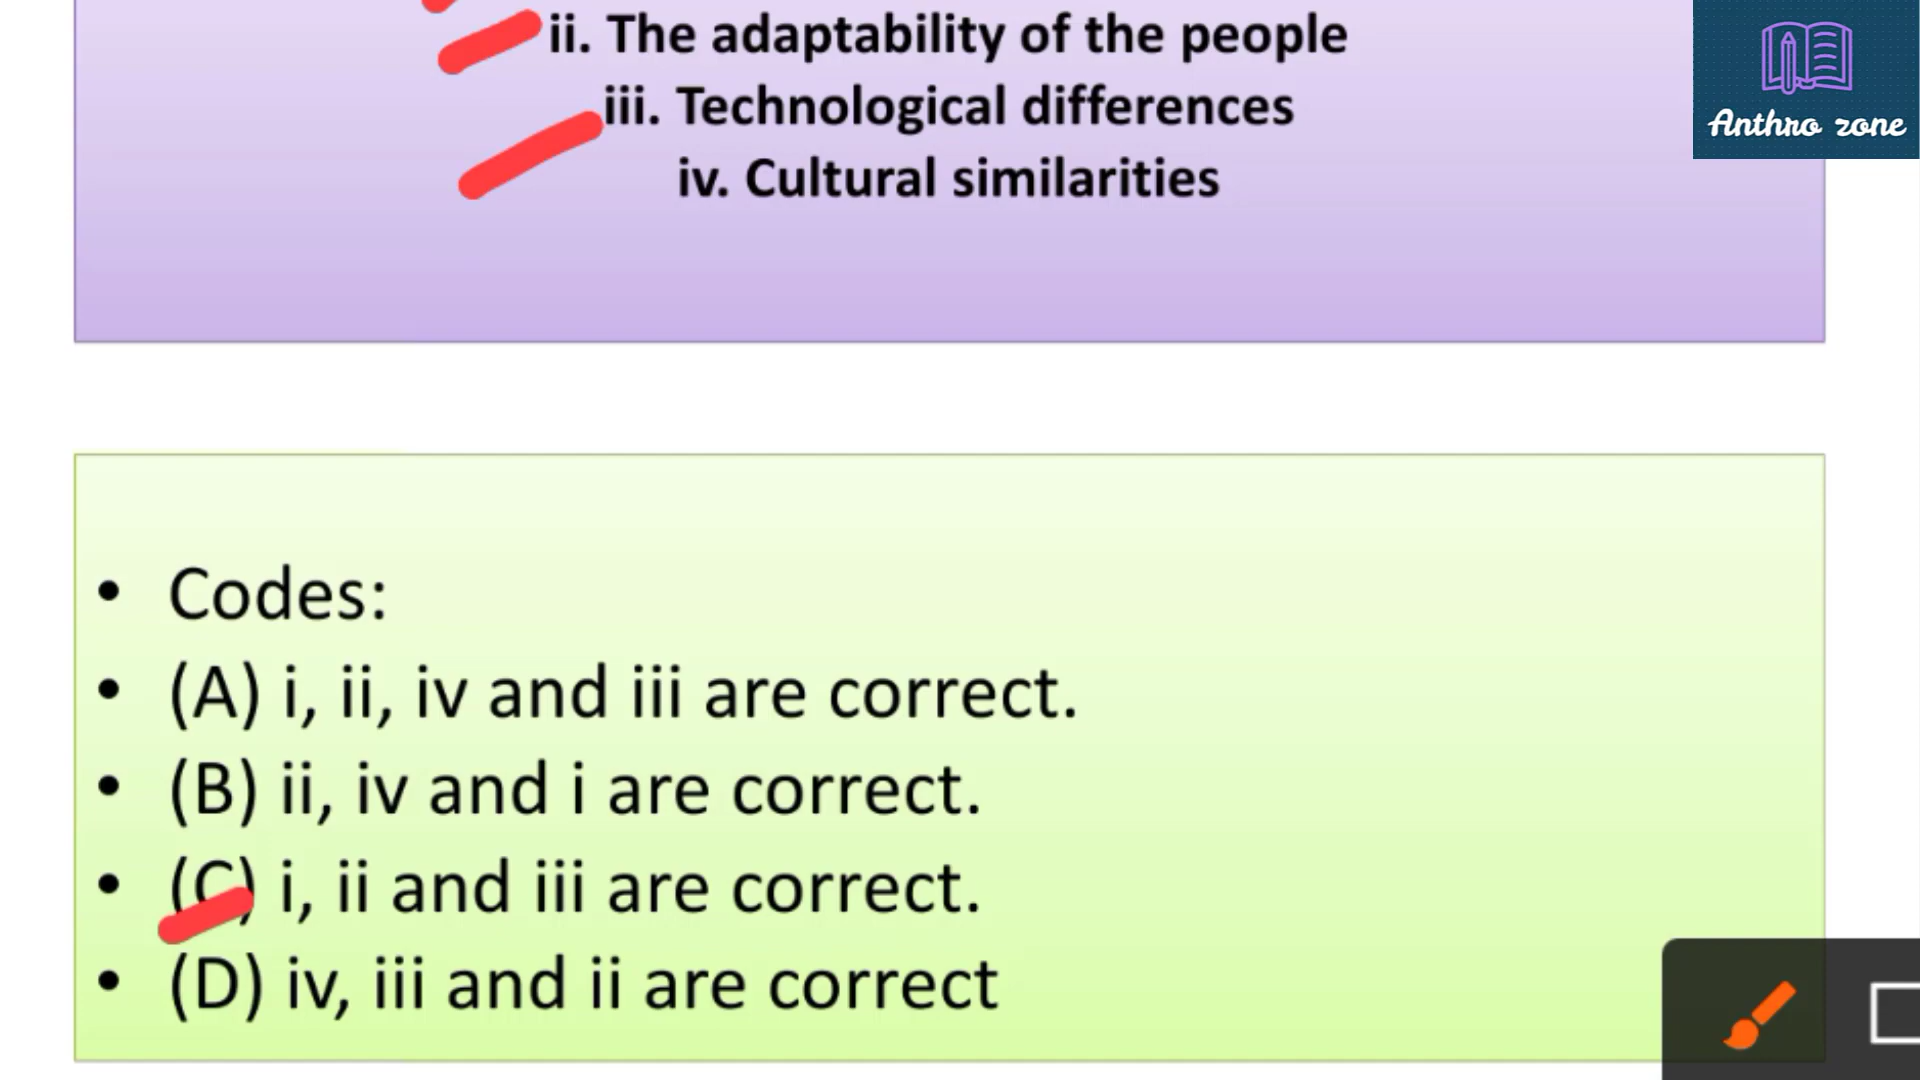 ii. The adaptability of the people
iii. Technological differences
iv. Cultural similarities
Anthro zone
• Codes:
• (A) i, ii, iv and iii are correct.
• (B) ii, iv and i are correct.
• (C) i, ii and iii are correct.
• (D) iv, iii and ii are correct